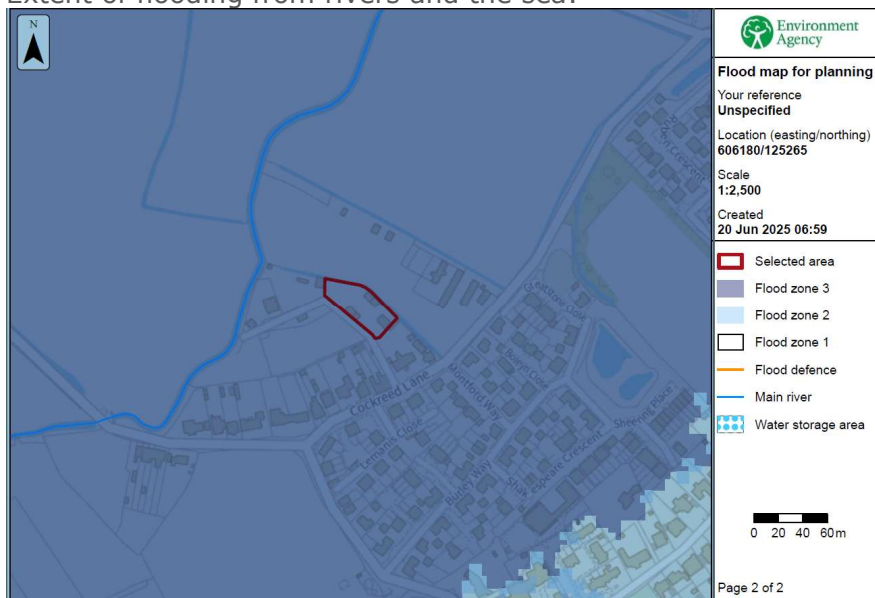 Extent of flooding from rivers and the sea:
N
Environment
Agency
Flood map for planning
Your reference
Unspecified
Location (easting/northing)
606180/125265
Scale
1:2,500
Created
20 Jun 2025 06:59
Selected area
Flood zone 3
Flood zone 2
Flood zone 1
Flood defence
Main river
Water storage area
0 20 40 60m
Page 2 of 2
Cockreed Lane
Lemanis Close
Montford Way
Burley Way
Shakespeare Crescent
Sheering Place
Crescent
Close